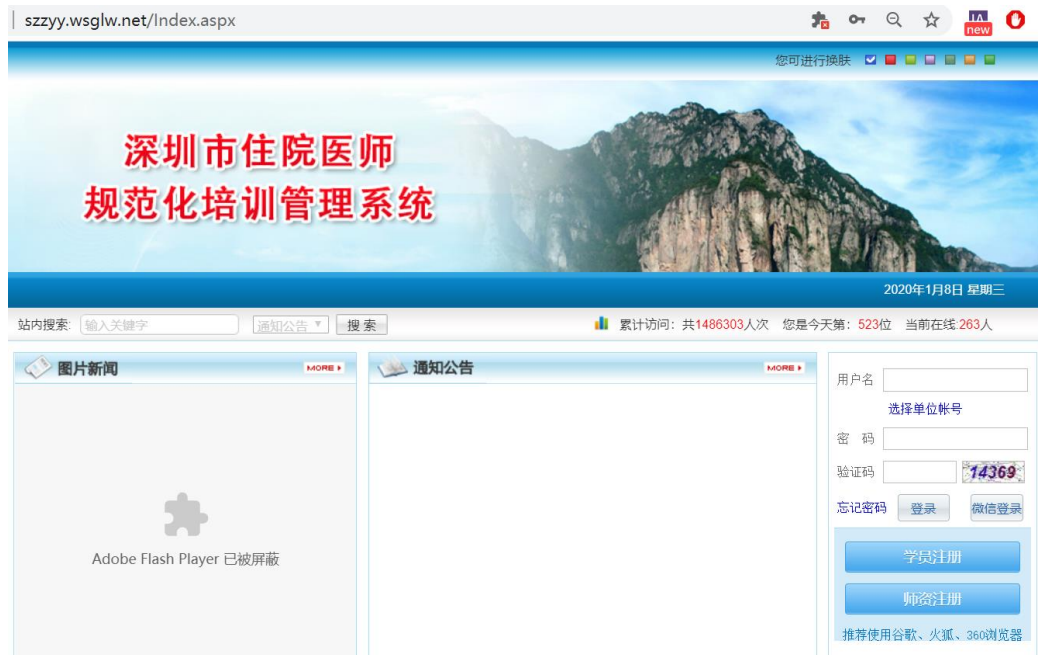 szzyy.wsglw.net/Index.aspx
new
您可进行换肤
深圳市住院医师
规范化培训管理系统
2020年1月8日 星期三
站内搜索: 输入关键字 通知公告 搜 索 累计访问：共1486303人次 您是今天第：523位 当前在线:263人
图片新闻 MORE
通知公告 MORE
用户名
选择单位帐号
密 码
验证码 14369
忘记密码 登录 微信登录
Adobe Flash Player 已被屏蔽
学员注册
师资注册
推荐使用谷歌、火狐、360浏览器